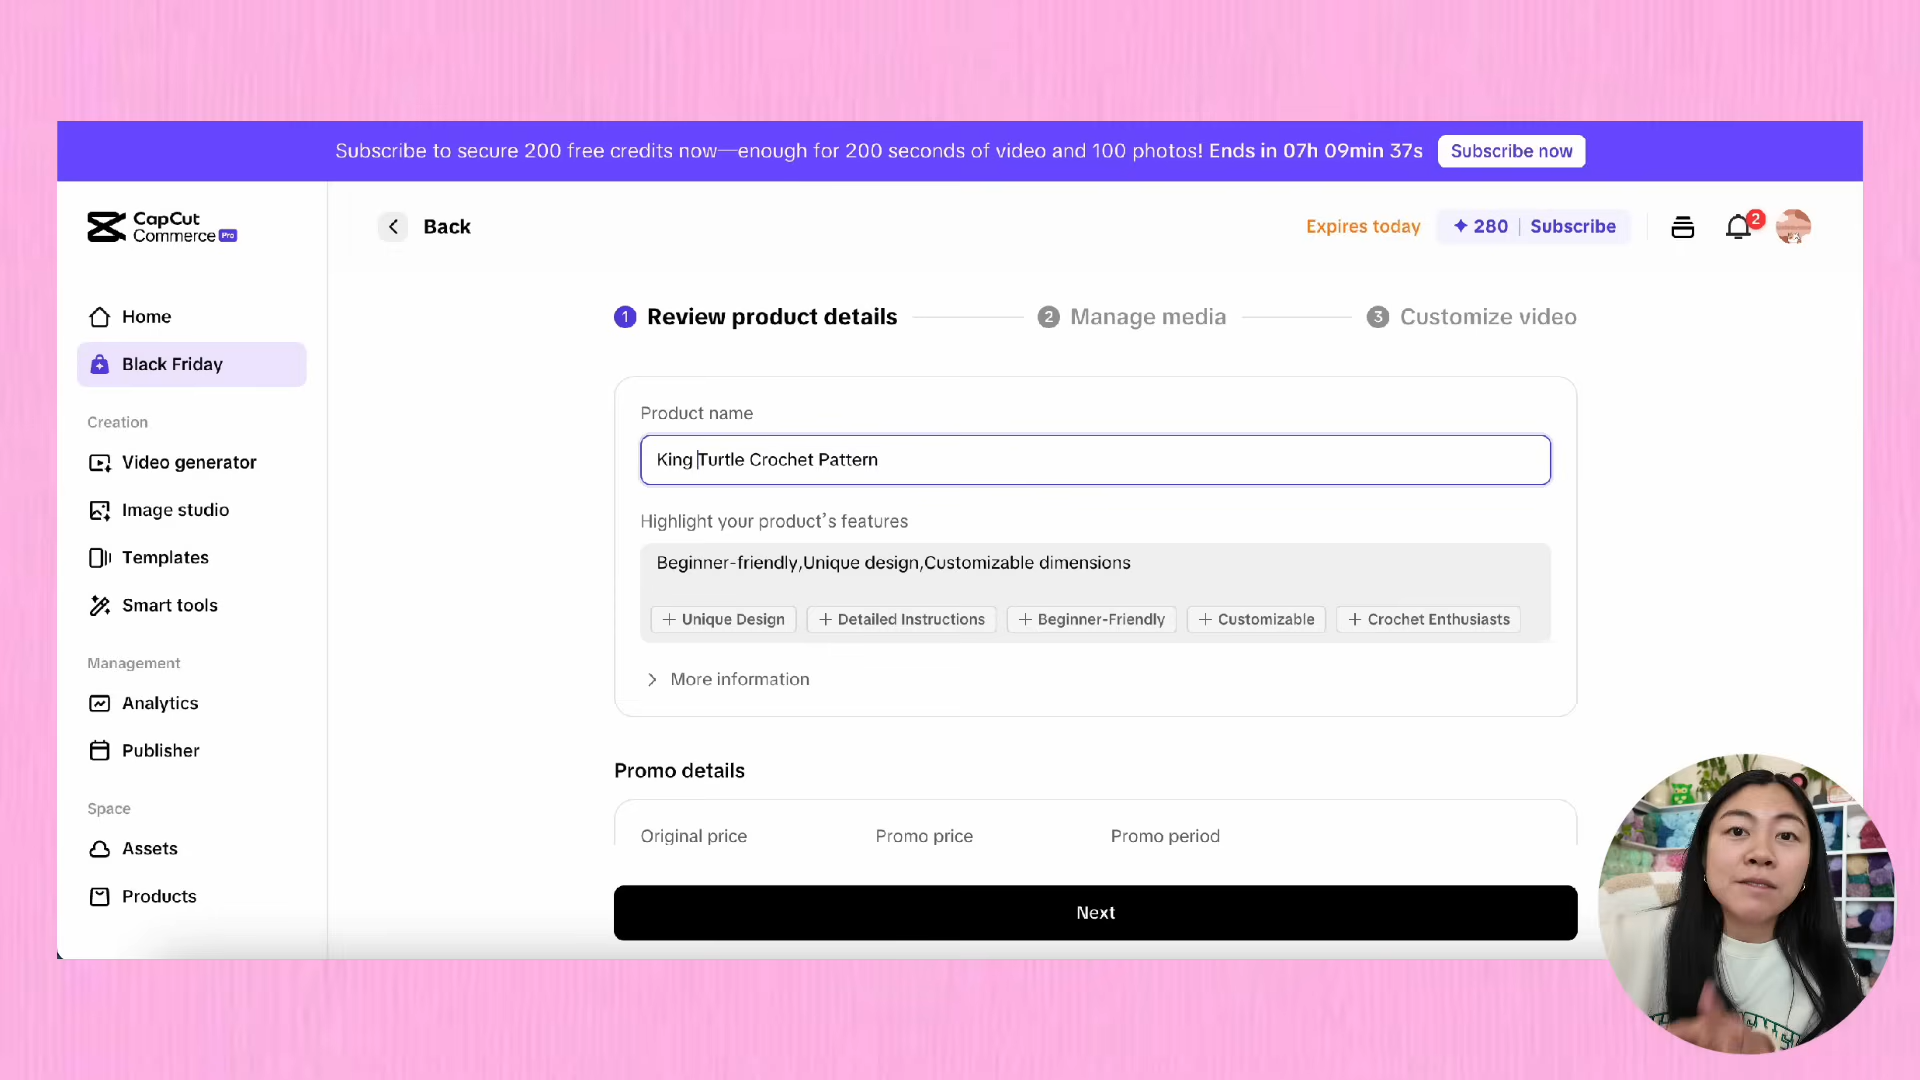 Subscribe to secure 200 free credits now—enough for 200 seconds of video and 100 photos! Ends in 07h 09min 37s Subscribe now
CapCut
Commerce Pro
Back
Expires today
280 Subscribe
2
Home
Black Friday
Creation
Video generator
Image studio
Templates
Smart tools
Management
Analytics
Publisher
Space
Assets
Products
1 Review product details 2 Manage media 3 Customize video
Product name
King Turtle Crochet Pattern
Highlight your product's features
Beginner-friendly,Unique design,Customizable dimensions
+ Unique Design + Detailed Instructions + Beginner-Friendly + Customizable + Crochet Enthusiasts
More information
Promo details
Original price Promo price Promo period
Next